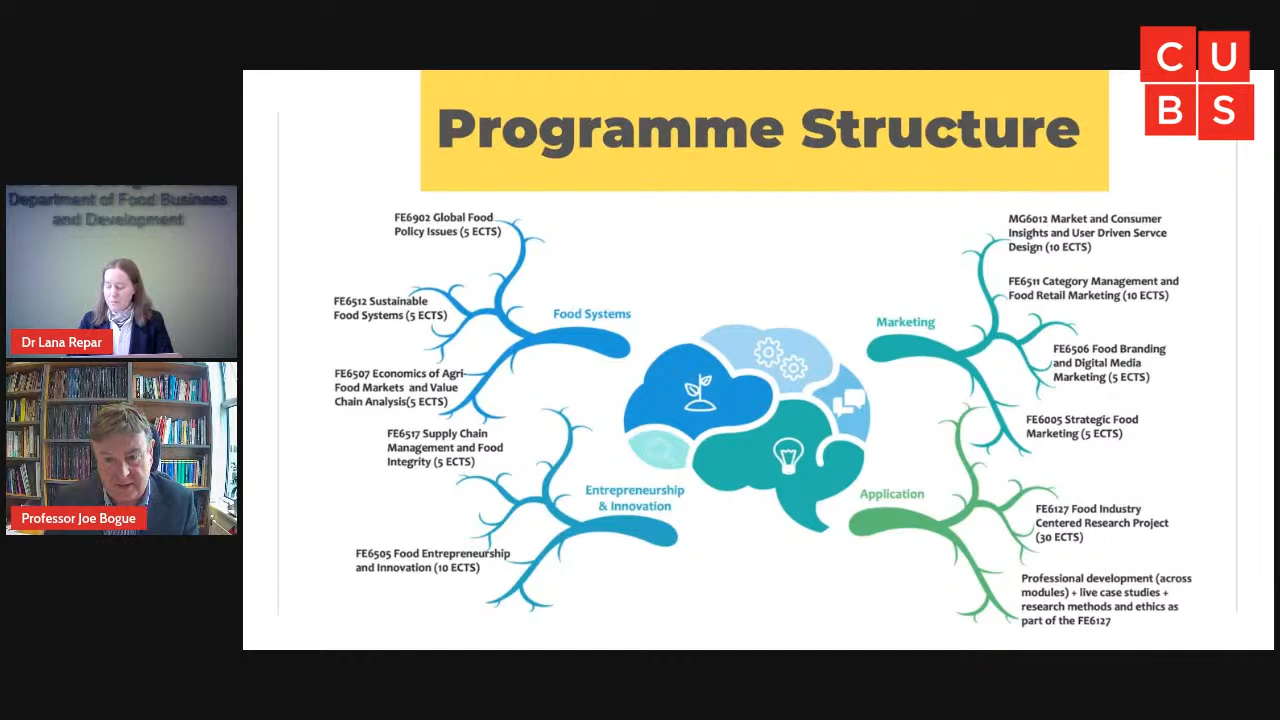 C U
B S
Programme Structure
Department of Food Business
and Development
Dr Lana Repar
Professor Joe Bogue
FE6902 Global Food
Policy Issues (5 ECTS)
FE6512 Sustainable
Food Systems (5 ECTS)
Food Systems
FE6507 Economics of Agri-
Food Markets and Value
Chain Analysis(5 ECTS)
FE6517 Supply Chain
Management and Food
Integrity (5 ECTS)
Entrepreneurship
& Innovation
FE6505 Food Entrepreneurship
and Innovation (10 ECTS)
MG6012 Market and Consumer
Insights and User Driven Servce
Design (10 ECTS)
FE6511 Category Management and
Food Retail Marketing (10 ECTS)
Marketing
FE6506 Food Branding
and Digital Media
Marketing (5 ECTS)
FE6005 Strategic Food
Marketing (5 ECTS)
Application
FE6127 Food Industry
Centered Research Project
(30 ECTS)
Professional development (across
modules) + live case studies +
research methods and ethics as
part of the FE6127